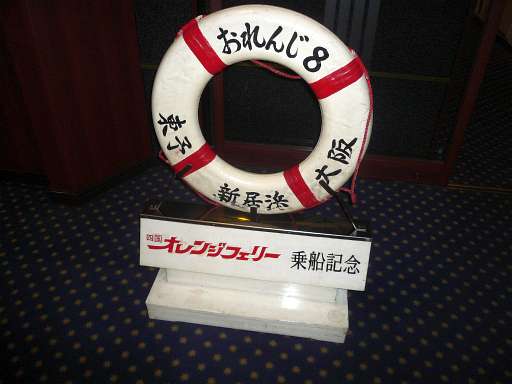 おれんじ8
東予
新居浜
大阪
四国オレンジフェリー 乗船記念